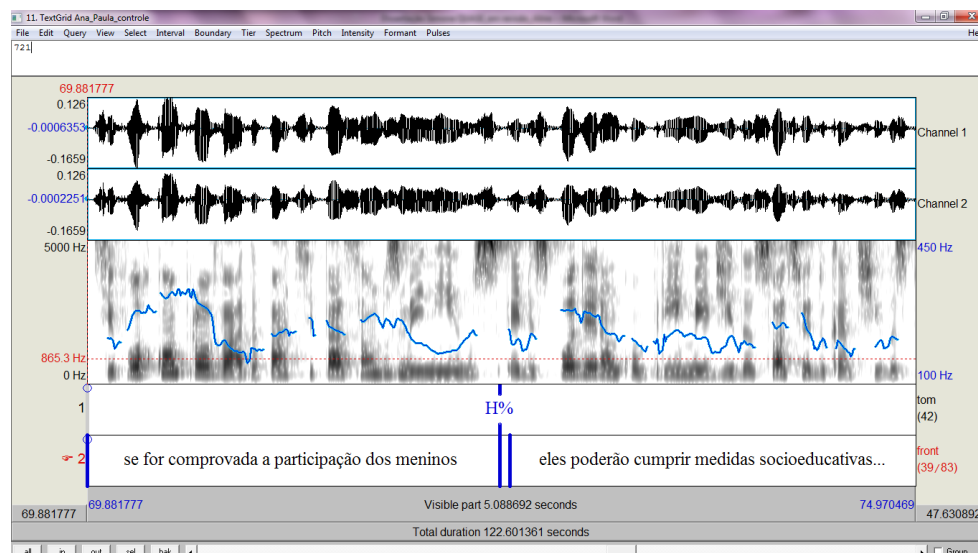 11. TextGrid Ana_Paula_controle
File Edit Query View Select Interval Boundary Tier Spectrum Pitch Intensity Formant Pulses He
721
69.881777
0.126
-0.0006353
-0.1659
Channel 1
0.126
-0.0002251
-0.1659
Channel 2
5000 Hz
450 Hz
865.3 Hz
0 Hz
100 Hz
1
H%
tom
(42)
2
se for comprovada a participação dos meninos
eles poderão cumprir medidas socioeducativas...
front
(39/83)
69.881777
69.881777 Visible part 5.088692 seconds 74.970469
47.630892
Total duration 122.601361 seconds
all in out sel bak Group